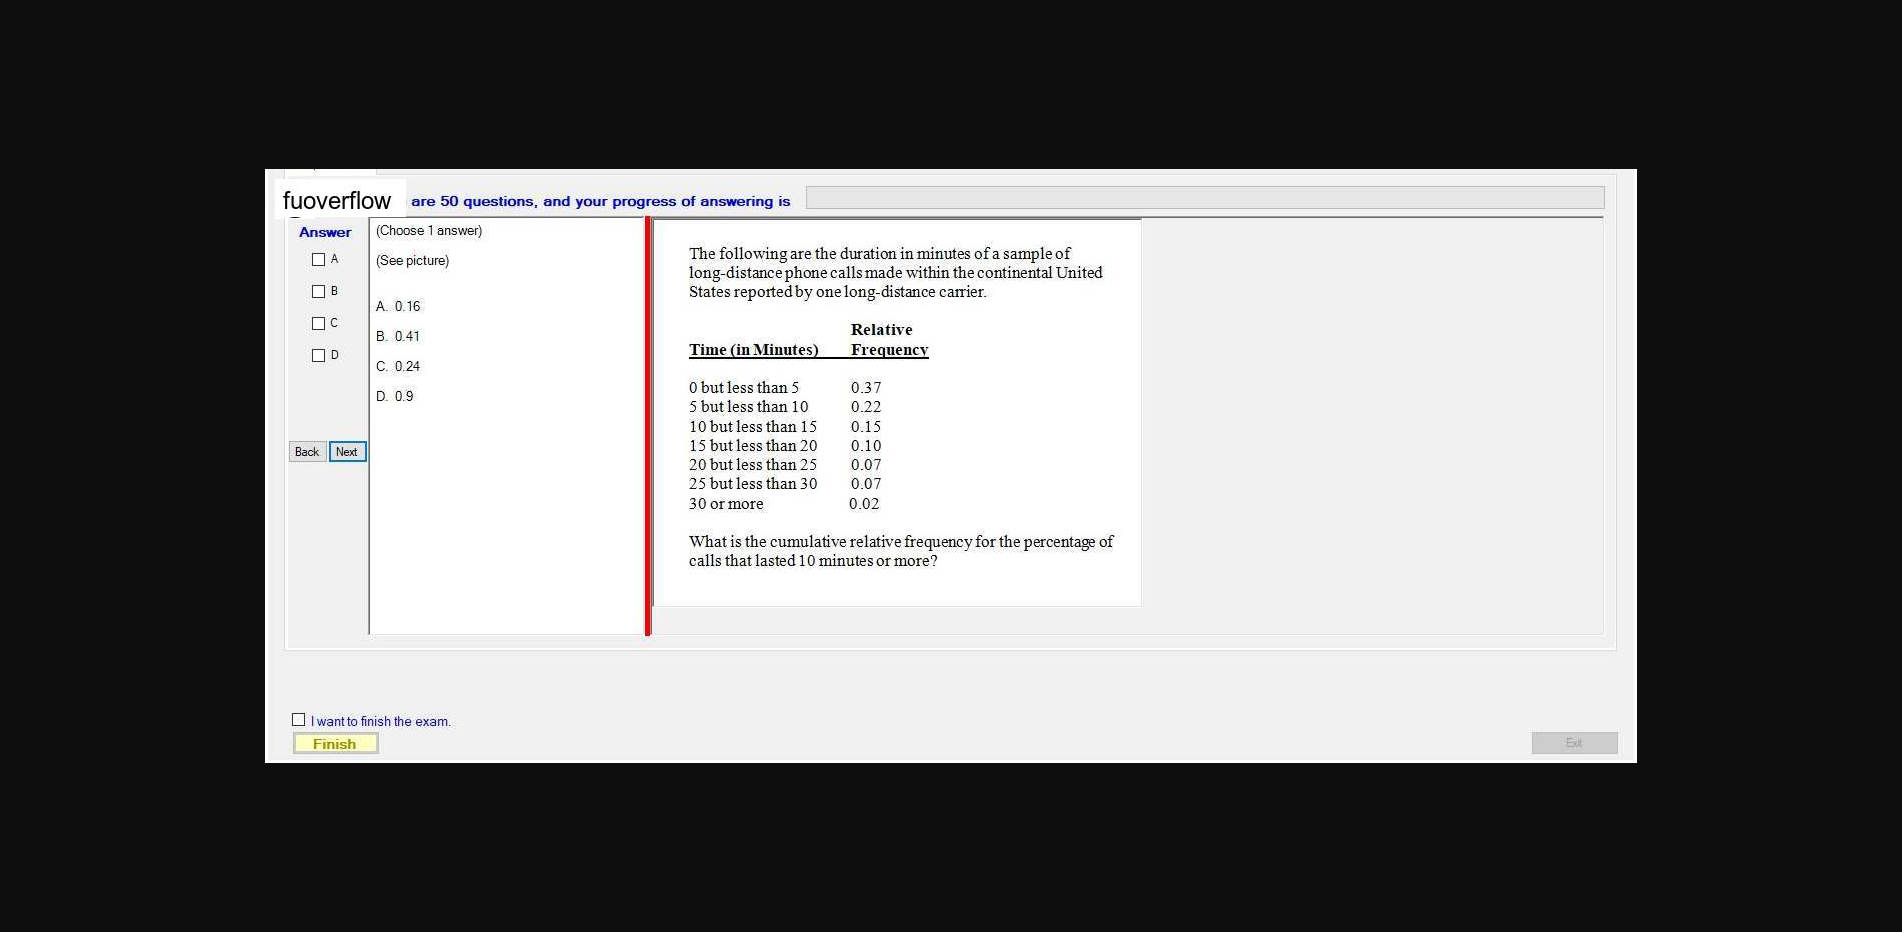 fuoverflow are 50 questions, and your progress of answering is
Answer
A
B
C
D
Back Next
(Choose 1 answer)
(See picture)
A. 0.16
B. 0.41
C. 0.24
D. 0.9
The following are the duration in minutes of a sample of
long-distance phone calls made within the continental United
States reported by one long-distance carrier.
Relative
Time (in Minutes) Frequency
0 but less than 5 0.37
5 but less than 10 0.22
10 but less than 15 0.15
15 but less than 20 0.10
20 but less than 25 0.07
25 but less than 30 0.07
30 or more 0.02
What is the cumulative relative frequency for the percentage of
calls that lasted 10 minutes or more?
I want to finish the exam.
Finish
Exit